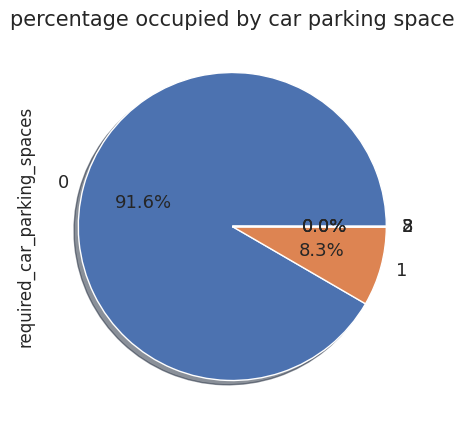 percentage occupied by car parking space
required_car_parking_spaces
0
91.6%
0.0%
8.3%
1